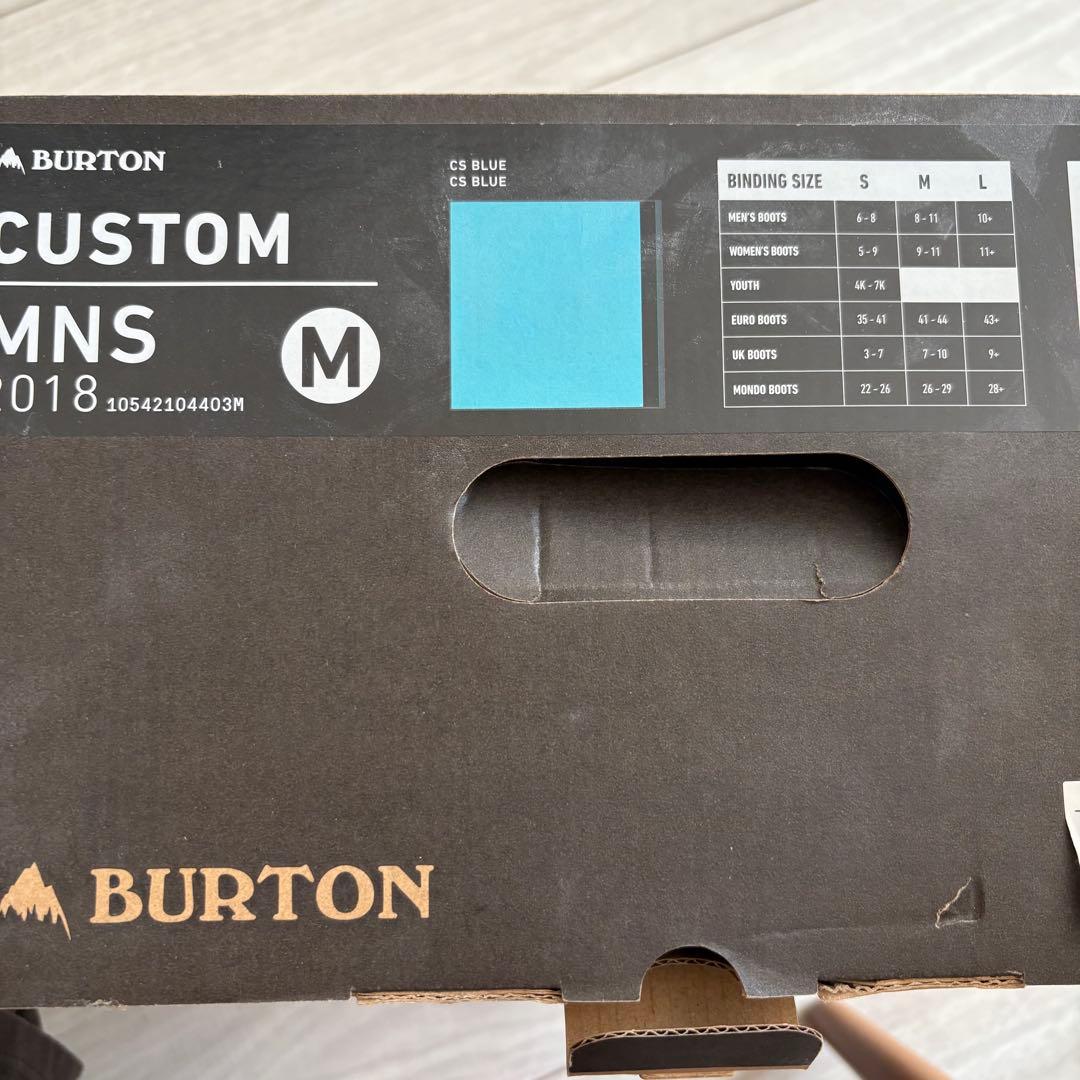 BURTON
CUSTOM
MNS
2018 10542104403M
M
CS BLUE
CS BLUE
BINDING SIZE S M L
MEN'S BOOTS 6 - 8 8 - 11 10+
WOMEN'S BOOTS 5 - 9 9 - 11 11+
YOUTH 4K - 7K
EURO BOOTS 35 - 41 41 - 44 43+
UK BOOTS 3 - 7 7 - 10 9+
MONDO BOOTS 22 - 26 26 - 29 28+
BURTON